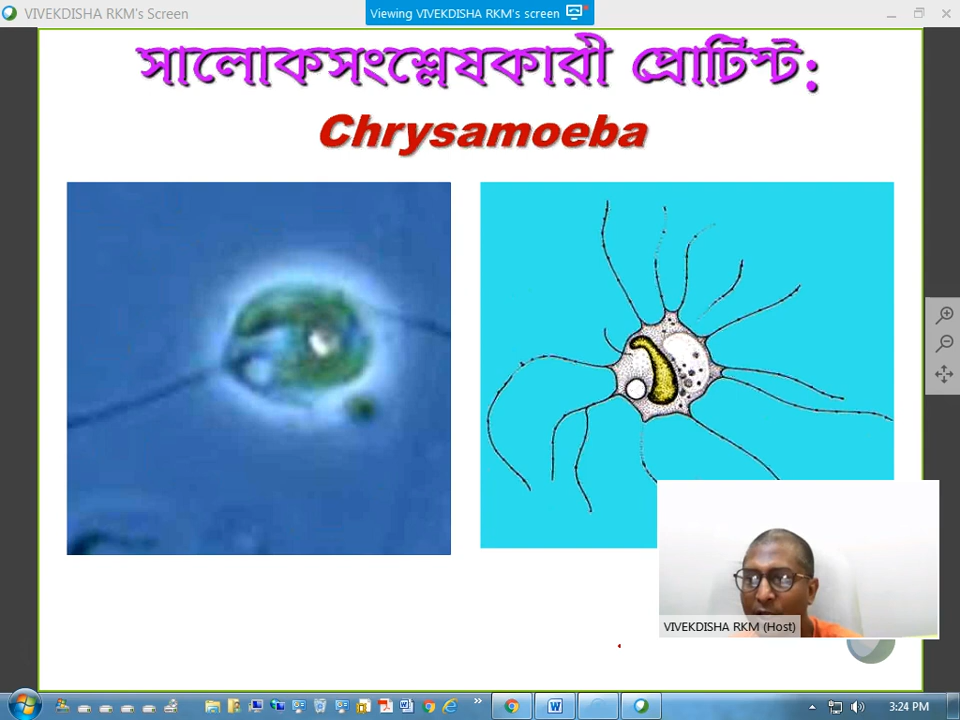 VIVEKDISHA RKM's Screen
Viewing VIVEKDISHA RKM's screen
সালোকসংশ্লেষকারী প্রোটিস্ট:
Chrysamoeba
VIVEKDISHA RKM (Host)
3:24 PM